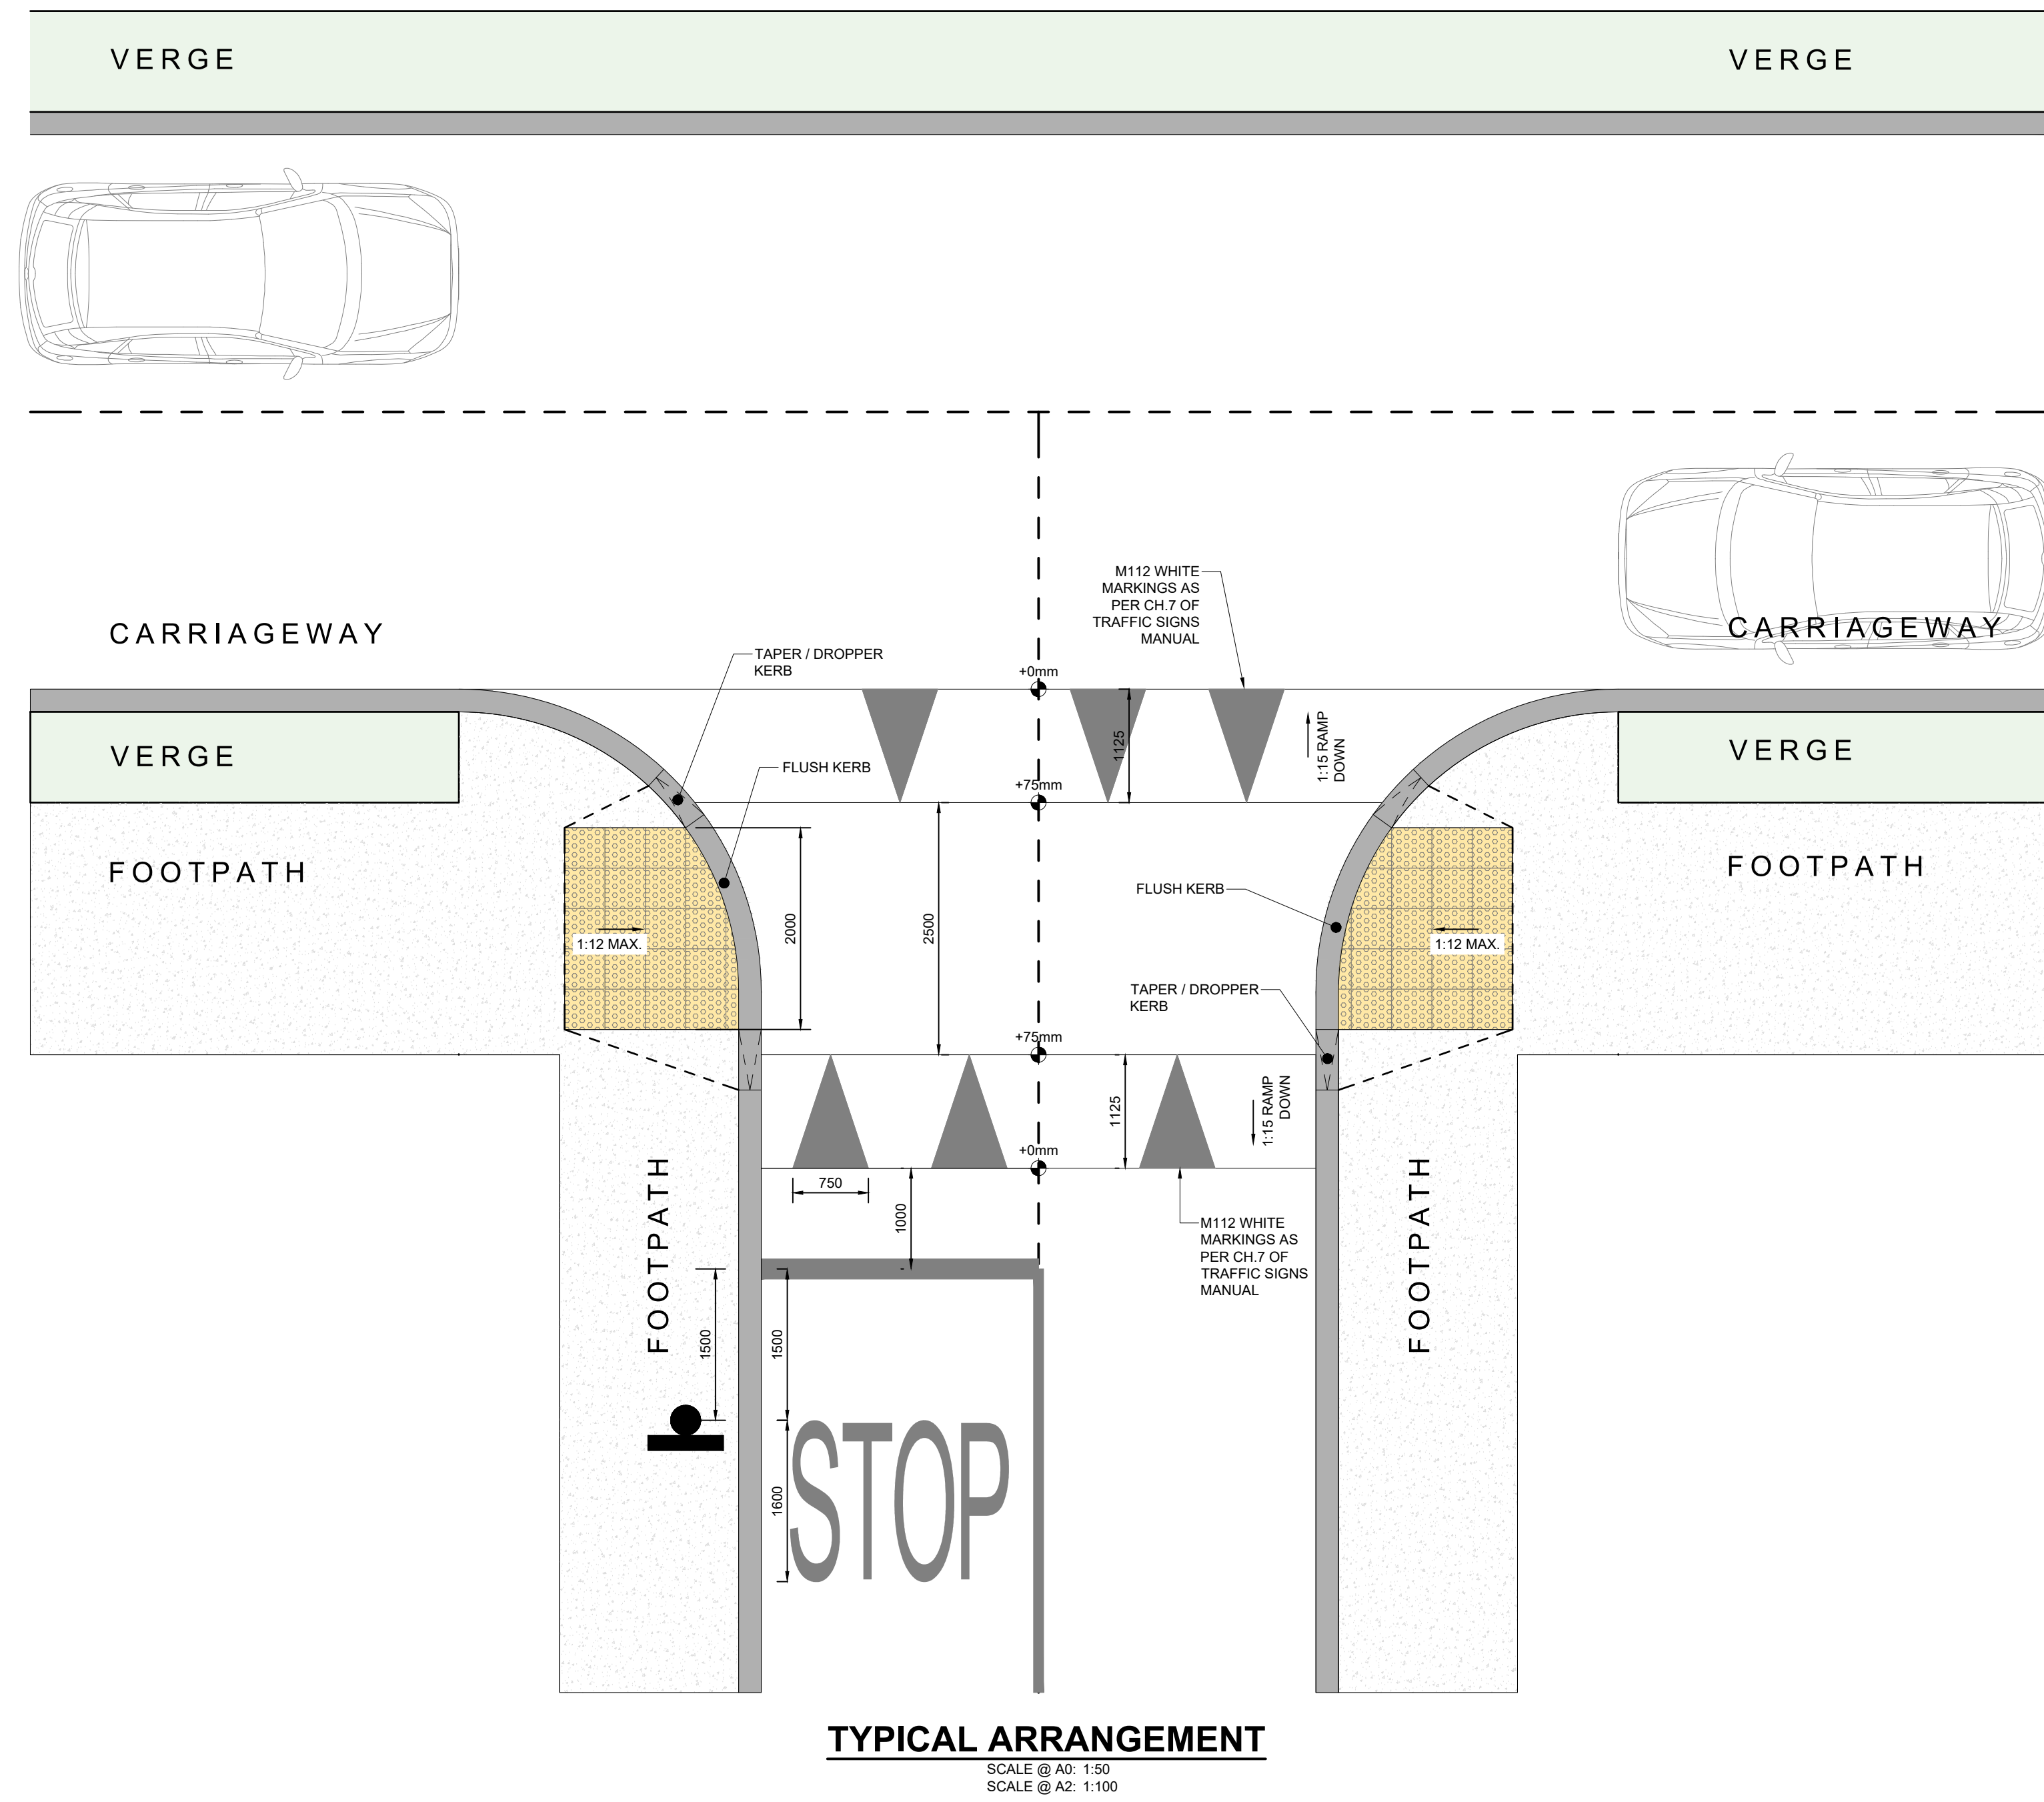 VERGE
VERGE
CARRIAGEWAY
CARRIAGEWAY
M112 WHITE
MARKINGS AS
PER CH.7 OF
TRAFFIC SIGNS
MANUAL
TAPER / DROPPER
KERB
+0mm
VERGE
VERGE
FLUSH KERB
1125
1:15 RAMP
DOWN
+75mm
FOOTPATH
FOOTPATH
FLUSH KERB
2000
2500
1:12 MAX.
1:12 MAX.
TAPER / DROPPER
KERB
+75mm
1125
1:15 RAMP
DOWN
+0mm
750
1000
FOOTPATH
FOOTPATH
M112 WHITE
MARKINGS AS
PER CH.7 OF
TRAFFIC SIGNS
MANUAL
1500
1500
1600
STOP
TYPICAL ARRANGEMENT
SCALE @ A0: 1:50
SCALE @ A2: 1:100